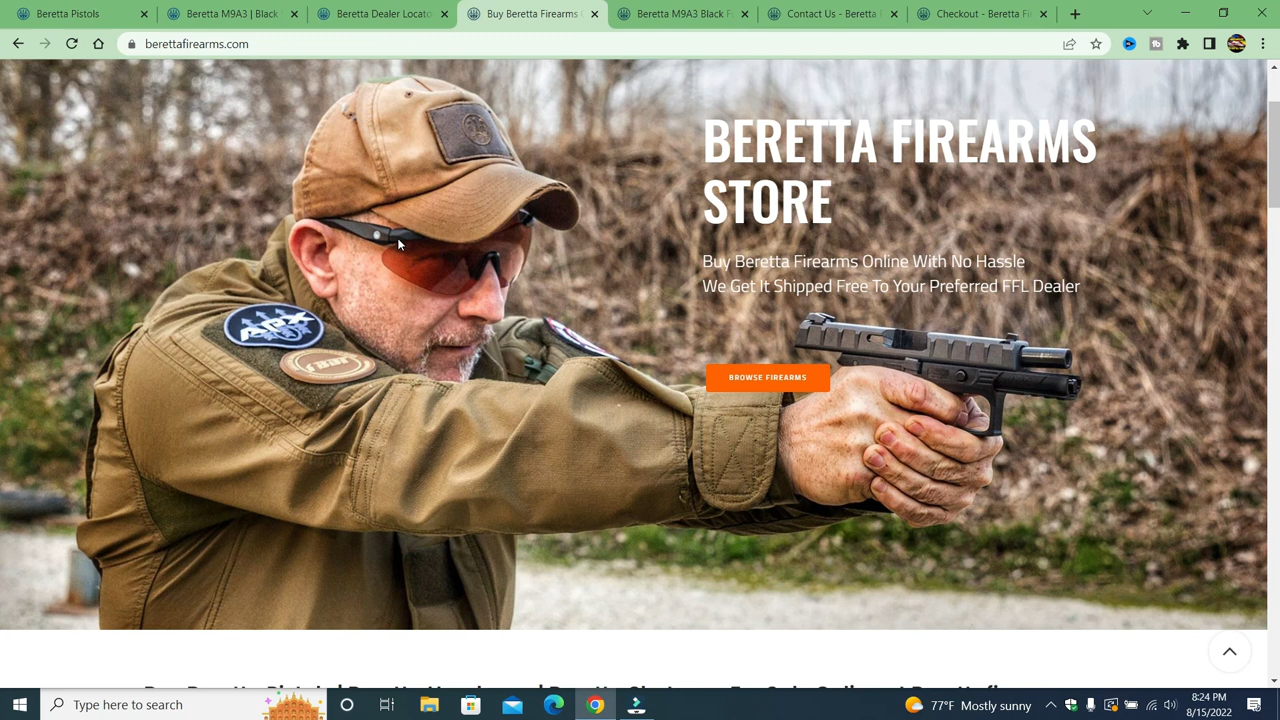 Beretta Pistols
Beretta M9A3 | Black
Beretta Dealer Locato
Buy Beretta Firearms
Beretta M9A3 Black F
Contact Us - Beretta
Checkout - Beretta Fi
berettafirearms.com
BERETTA FIREARMS
STORE
Buy Beretta Firearms Online With No Hassle
We Get It Shipped Free To Your Preferred FFL Dealer
APX
BROWSE FIREARMS
Type here to search
77°F Mostly sunny
8:24 PM
8/15/2022